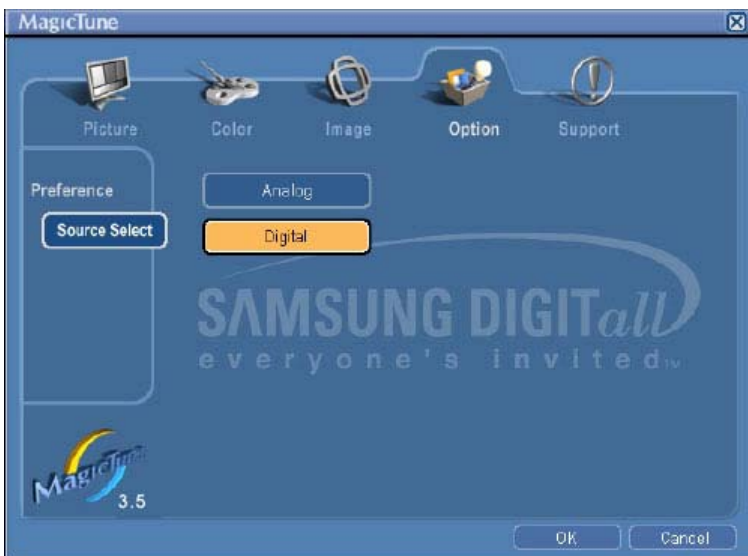 MagicTune
Picture
Color
Image
Option
Support
Preference
Analog
Source Select
Digital
SAMSUNG DIGITall
everyone's invited™
MagicTune
3.5
OK
Cancel